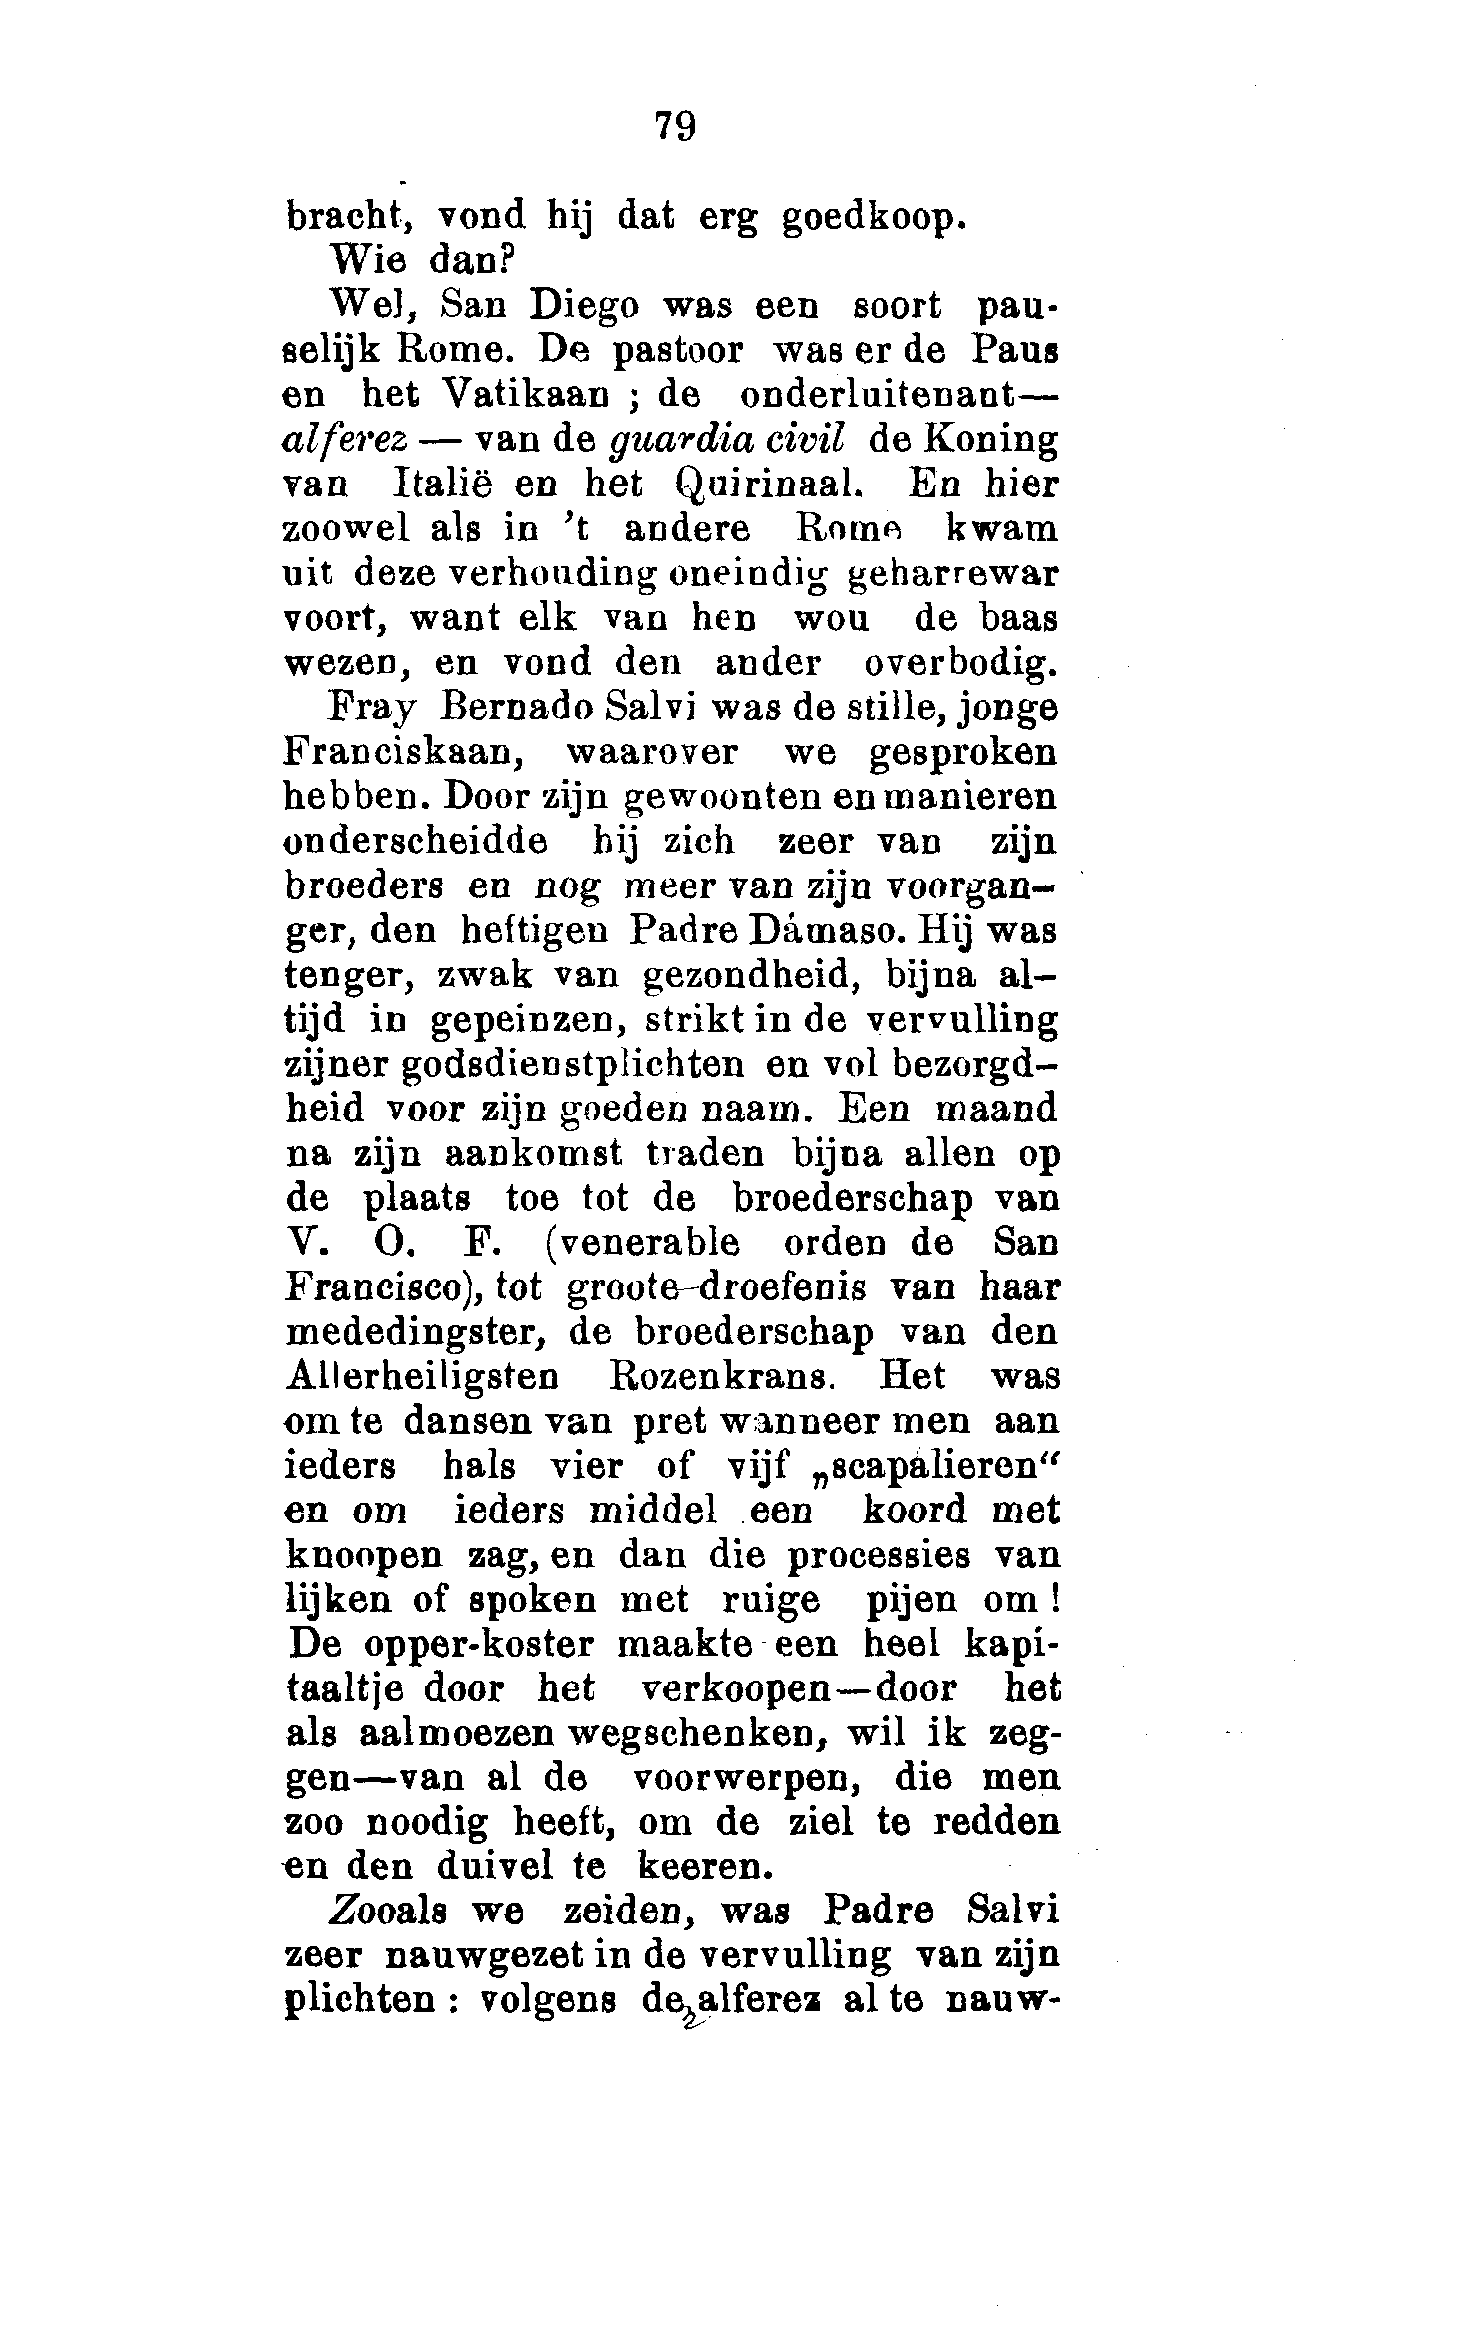 79
bracht, vond hij dat erg goedkoop.
Wie dan?
Wel, San Diego was een soort pau-
selijk Rome. De pastoor was er de Paus
en het Vatikaan ; de onderluitenant—
alferez — van de guardia civil de Koning
van Italië en het Quirinaal. En hier
zoowel als in 't andere Rome kwam
uit deze verhouding oneindig geharrewar
voort, want elk van hen wou de baas
wezen, en vond den ander overbodig.
Fray Bernado Salvi was de stille, jonge
Franciskaan, waarover we gesproken
hebben. Door zijn gewoonten en manieren
onderscheidde hij zich zeer van zijn
broeders en nog meer van zijn voorgan-
ger, den heftigen Padre Dámaso. Hij was
tenger, zwak van gezondheid, bijna al-
tijd in gepeinzen, strikt in de vervulling
zijner godsdienstplichten en vol bezorgd-
heid voor zijn goeden naam. Een maand
na zijn aankomst traden bijna allen op
de plaats toe tot de broederschap van
V. O. F. (venerable orden de San
Francisco), tot groote droefenis van haar
mededingster, de broederschap van den
Allerheiligsten Rozenkrans. Het was
om te dansen van pret wanneer men aan
ieders hals vier of vijf „scapalieren“
en om ieders middel een koord met
knoopen zag, en dan die processies van
lijken of spoken met ruige pijen om !
De opper-koster maakte een heel kapi-
taaltje door het verkoopen—door het
als aalmoezen wegschenken, wil ik zeg-
gen—van al de voorwerpen, die men
zoo noodig heeft, om de ziel te redden
en den duivel te keeren.
Zooals we zeiden, was Padre Salvi
zeer nauwgezet in de vervulling van zijn
plichten : volgens de alferez al te nauw-